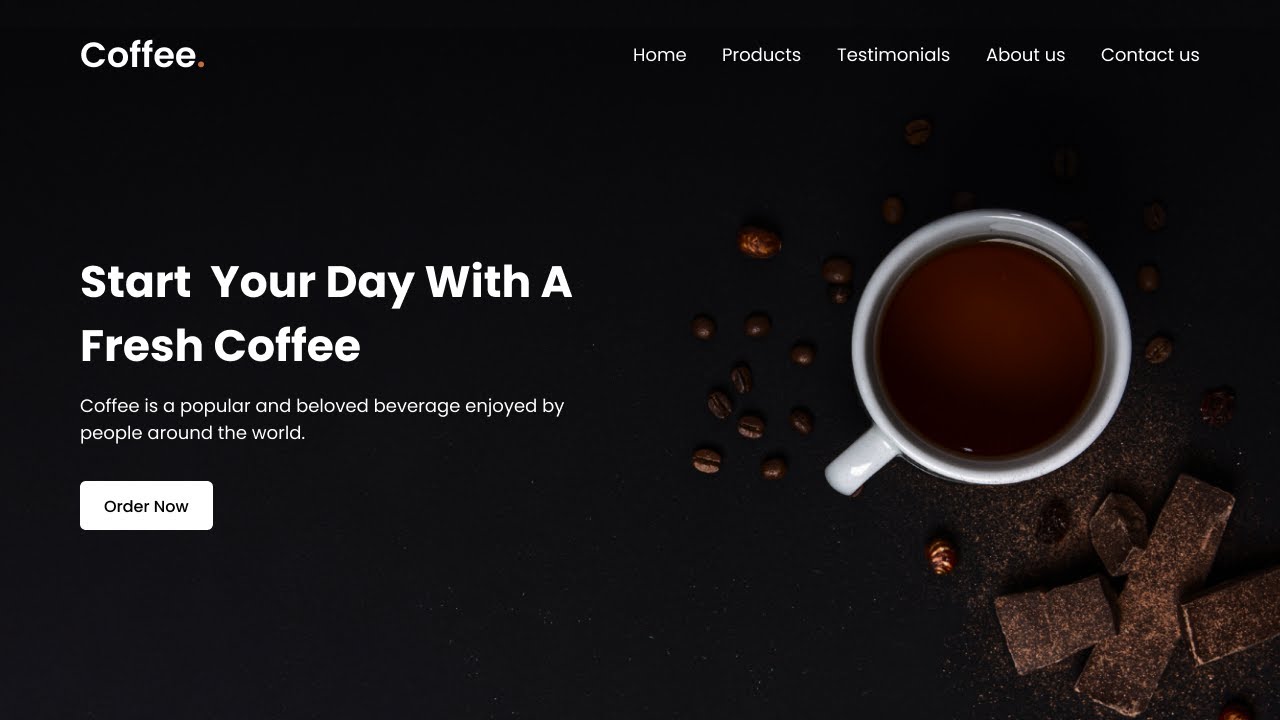 Coffee.
Home Products Testimonials About us Contact us
Start  Your Day With A
Fresh Coffee
Coffee is a popular and beloved beverage enjoyed by
people around the world.
Order Now